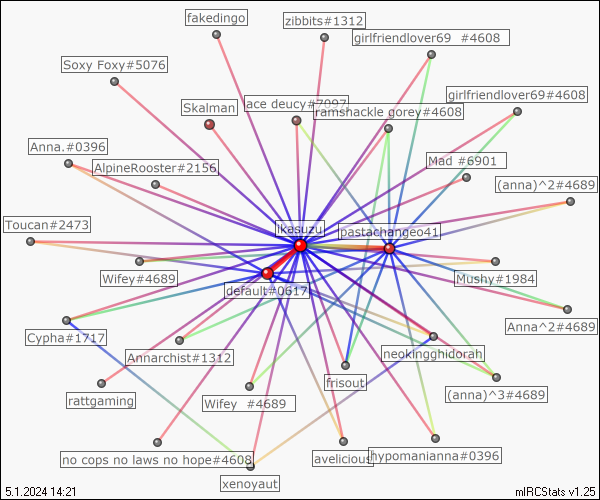 fakedingo
zibbits#1312
girlfriendlover69 #4608
Soxy Foxy#5076
girlfriendlover69#4608
Skalman
lace deucy#7097
ramshackle gorey#4608
Anna.#0396
AlpineRooster#2156
Mad #6901
(anna)^2#4689
Toucan#2473
ikasuzu
pastachangeo41
Wifey#4689
default#0617
Mushy#1984
Cypha#1717
Anna^2#4689
Annarchist#1312
neokingghidorah
rattgaming
Wifey #4689
frisout
(anna)^3#4689
no cops no laws no hope#4608
avelicious
hypomanianna#0396
xenoyaut
5.1.2024 14:21
mIRCStats v1.25